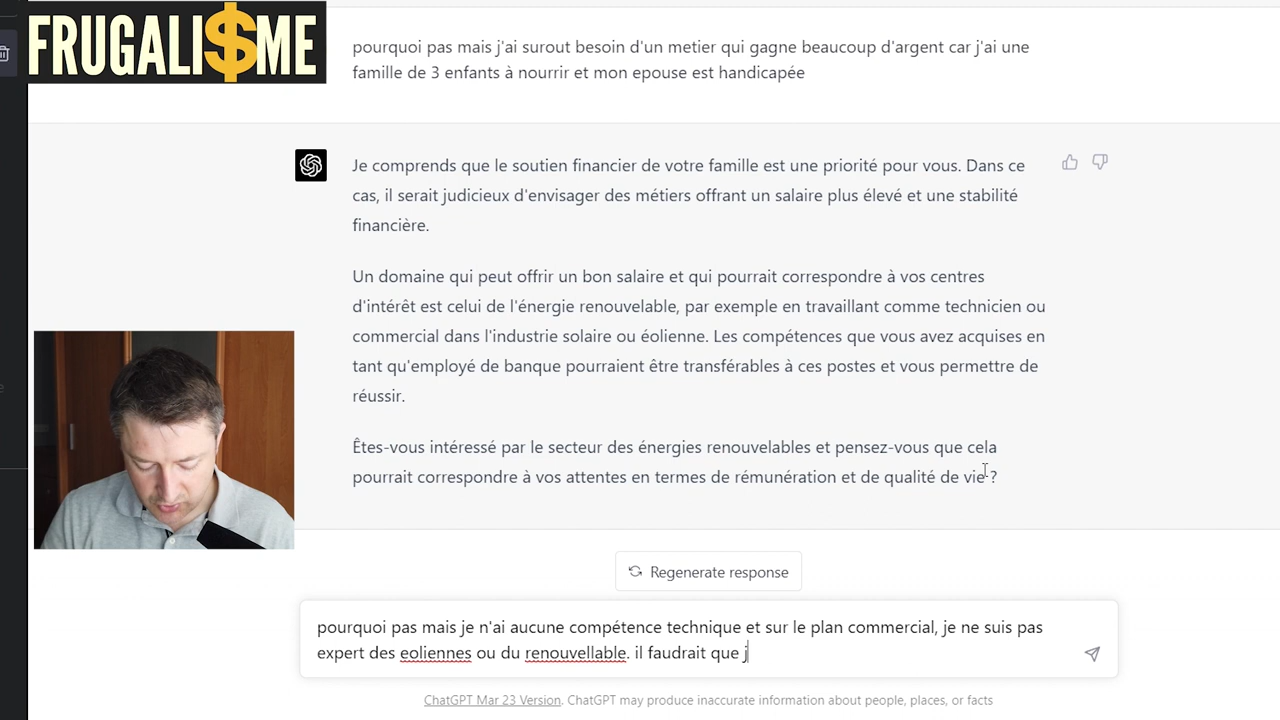 FRUGALI$ME
pourquoi pas mais j'ai surout besoin d'un metier qui gagne beaucoup d'argent car j'ai une
famille de 3 enfants à nourrir et mon epouse est handicapée
Je comprends que le soutien financier de votre famille est une priorité pour vous. Dans ce
cas, il serait judicieux d'envisager des métiers offrant un salaire plus élevé et une stabilité
financière.
Un domaine qui peut offrir un bon salaire et qui pourrait correspondre à vos centres
d'intérêt est celui de l'énergie renouvelable, par exemple en travaillant comme technicien ou
commercial dans l'industrie solaire ou éolienne. Les compétences que vous avez acquises en
tant qu'employé de banque pourraient être transférables à ces postes et vous permettre de
réussir.
Êtes-vous intéressé par le secteur des énergies renouvelables et pensez-vous que cela
pourrait correspondre à vos attentes en termes de rémunération et de qualité de vie ?
Regenerate response
pourquoi pas mais je n'ai aucune compétence technique et sur le plan commercial, je ne suis pas
expert des eoliennes ou du renouvellable. il faudrait que j
ChatGPT Mar 23 Version. ChatGPT may produce inaccurate information about people, places, or facts